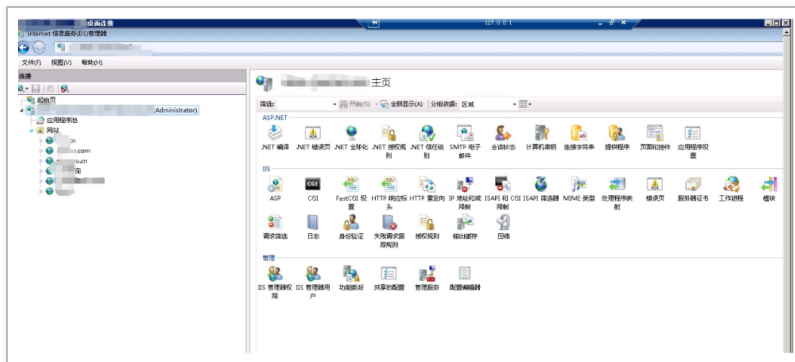 桌面连接
127.0.0.1
Internet 信息服务(IIS)管理器
文件(F) 视图(V) 帮助(H)
连接
起始页
Administrator)
应用程序池
网站
.cn
.com
.cn
主页
筛选: 开始(G) 全部显示(A) 分组依据: 区域
ASP.NET
.NET 编译 .NET 错误页 .NET 全球化 .NET 授权规则 .NET 信任级别 SMTP 电子邮件 会话状态 计算机密钥 连接字符串 提供程序 页面和控件 应用程序设置
IIS
ASP CGI FastCGI 设置 HTTP 响应标头 HTTP 重定向 IP 地址和域限制 ISAPI 和 CGI 限制 ISAPI 筛选器 MIME 类型 处理程序映射 错误页 服务器证书 工作进程 模块
请求筛选 日志 身份验证 失败请求跟踪规则 授权规则 输出缓存 压缩
管理
IIS 管理器权限 IIS 管理器用户 功能委派 共享的配置 管理服务 配置编辑器